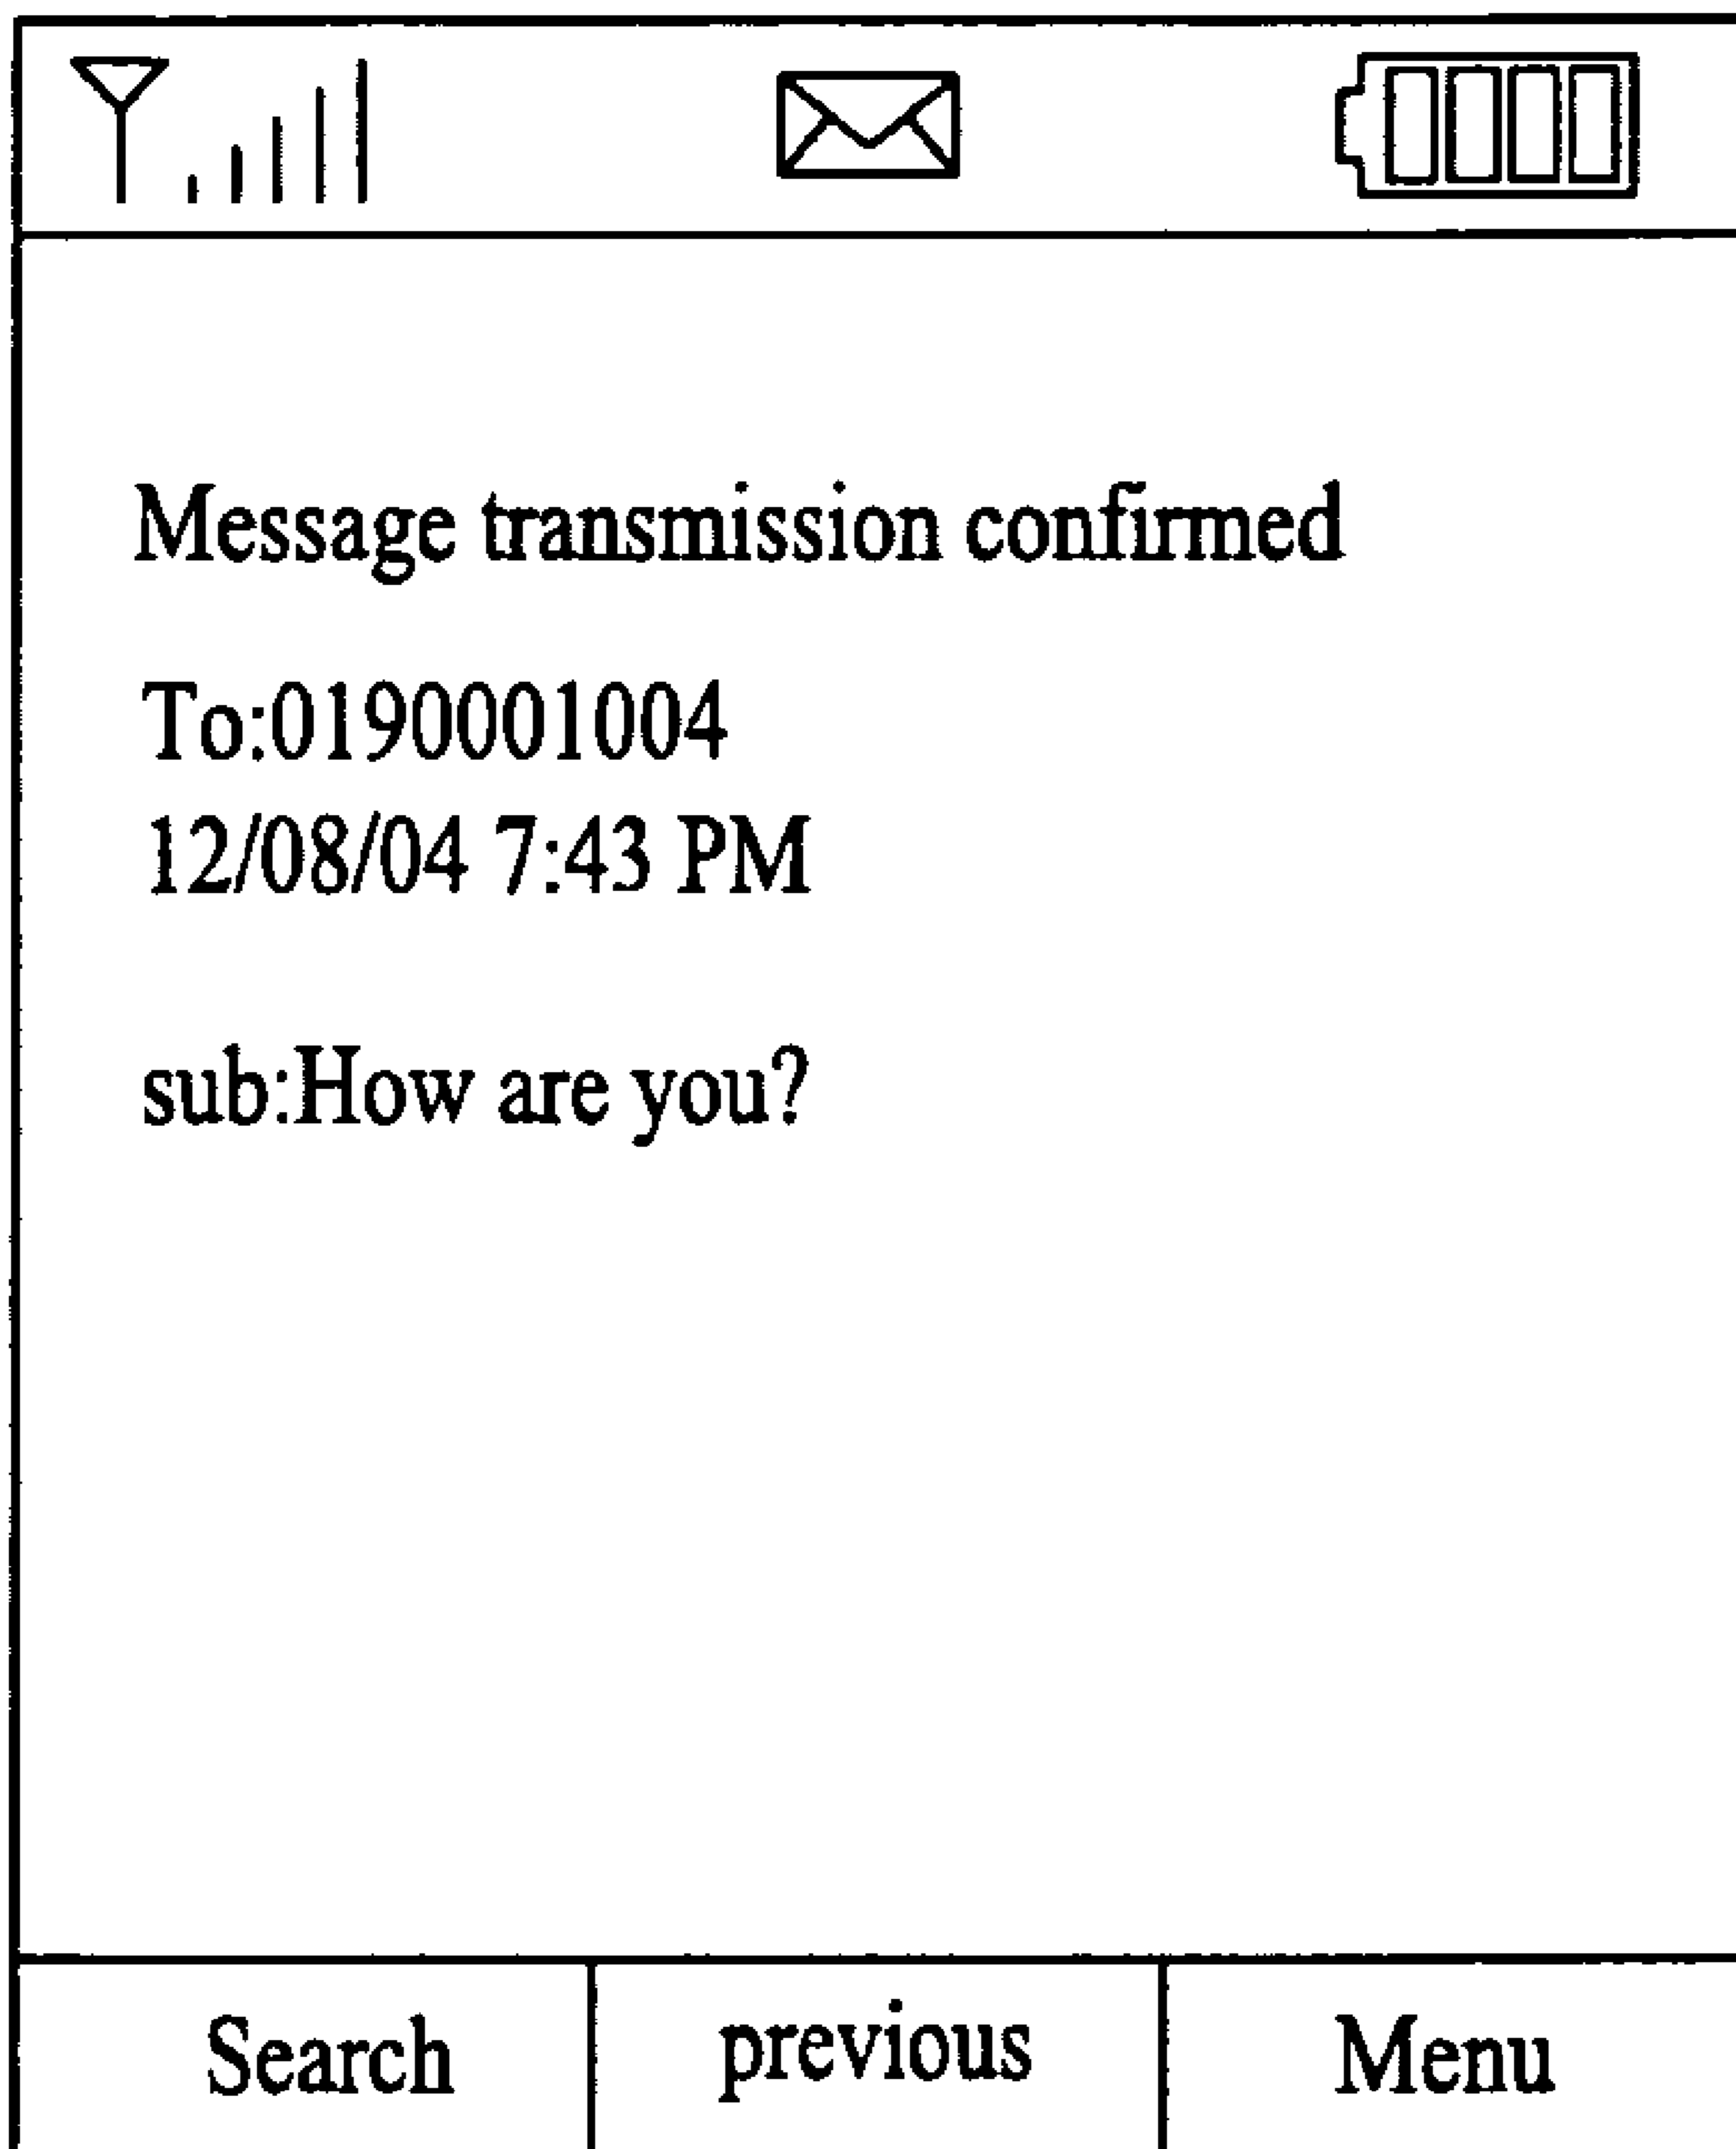 Message transmission confirmed
To:0190001004
12/08/04 7:43 PM
sub:How are you?
Search previous Menu